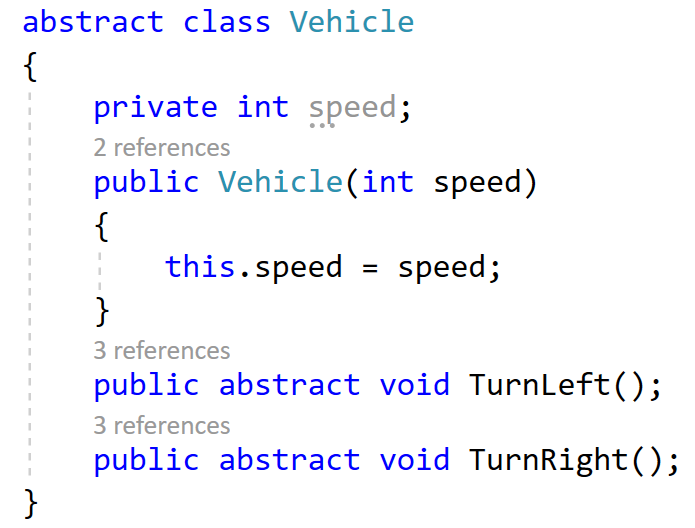 abstract class Vehicle
{
private int speed;
2 references
public Vehicle(int speed)
{
this.speed = speed;
}
3 references
public abstract void TurnLeft();
3 references
public abstract void TurnRight();
}